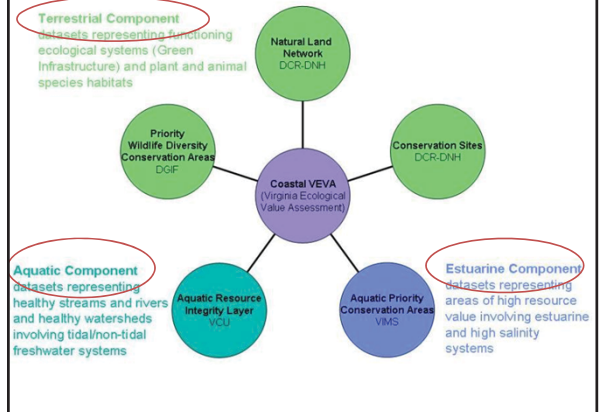 Terrestrial Component
datasets representing functioning
ecological systems (Green
Infrastructure) and plant and animal
species habitats
Natural Land
Network
DCR-DNH
Priority
Wildlife Diversity
Conservation Areas
DGIF
Conservation Sites
DCR-DNH
Coastal VEVA
(Virginia Ecological
Value Assessment)
Aquatic Component
datasets representing
healthy streams and rivers
and healthy watersheds
involving tidal/non-tidal
freshwater systems
Aquatic Resource
Integrity Layer
VCU
Aquatic Priority
Conservation Areas
VIMS
Estuarine Component
datasets representing
areas of high resource
value involving estuarine
and high salinity
systems